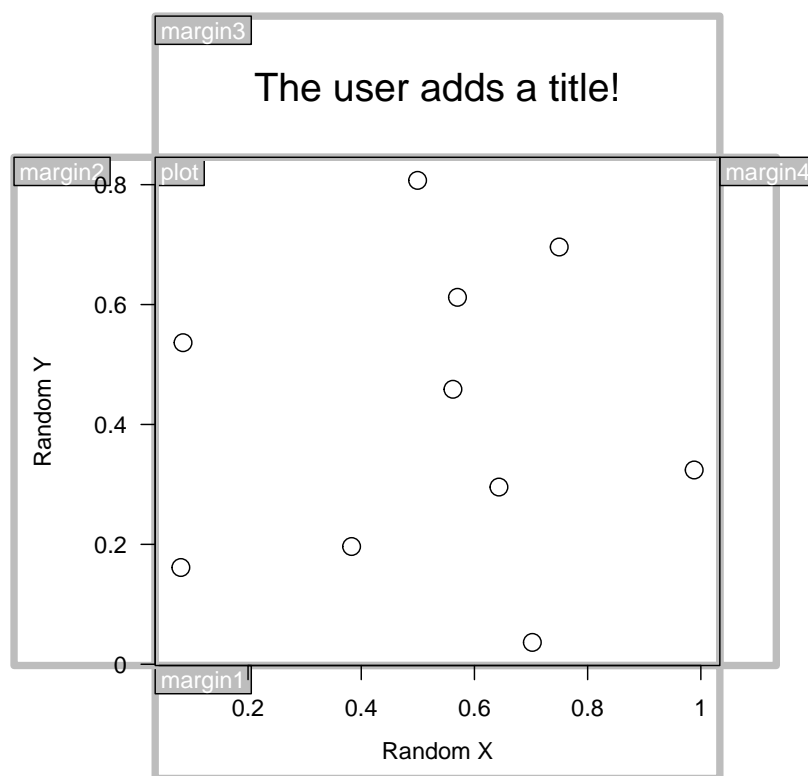 margin3
The user adds a title!
margin2
plot
margin4
0.8
0.6
0.4
0.2
0
Random Y
margin1
0.2 0.4 0.6 0.8 1
Random X